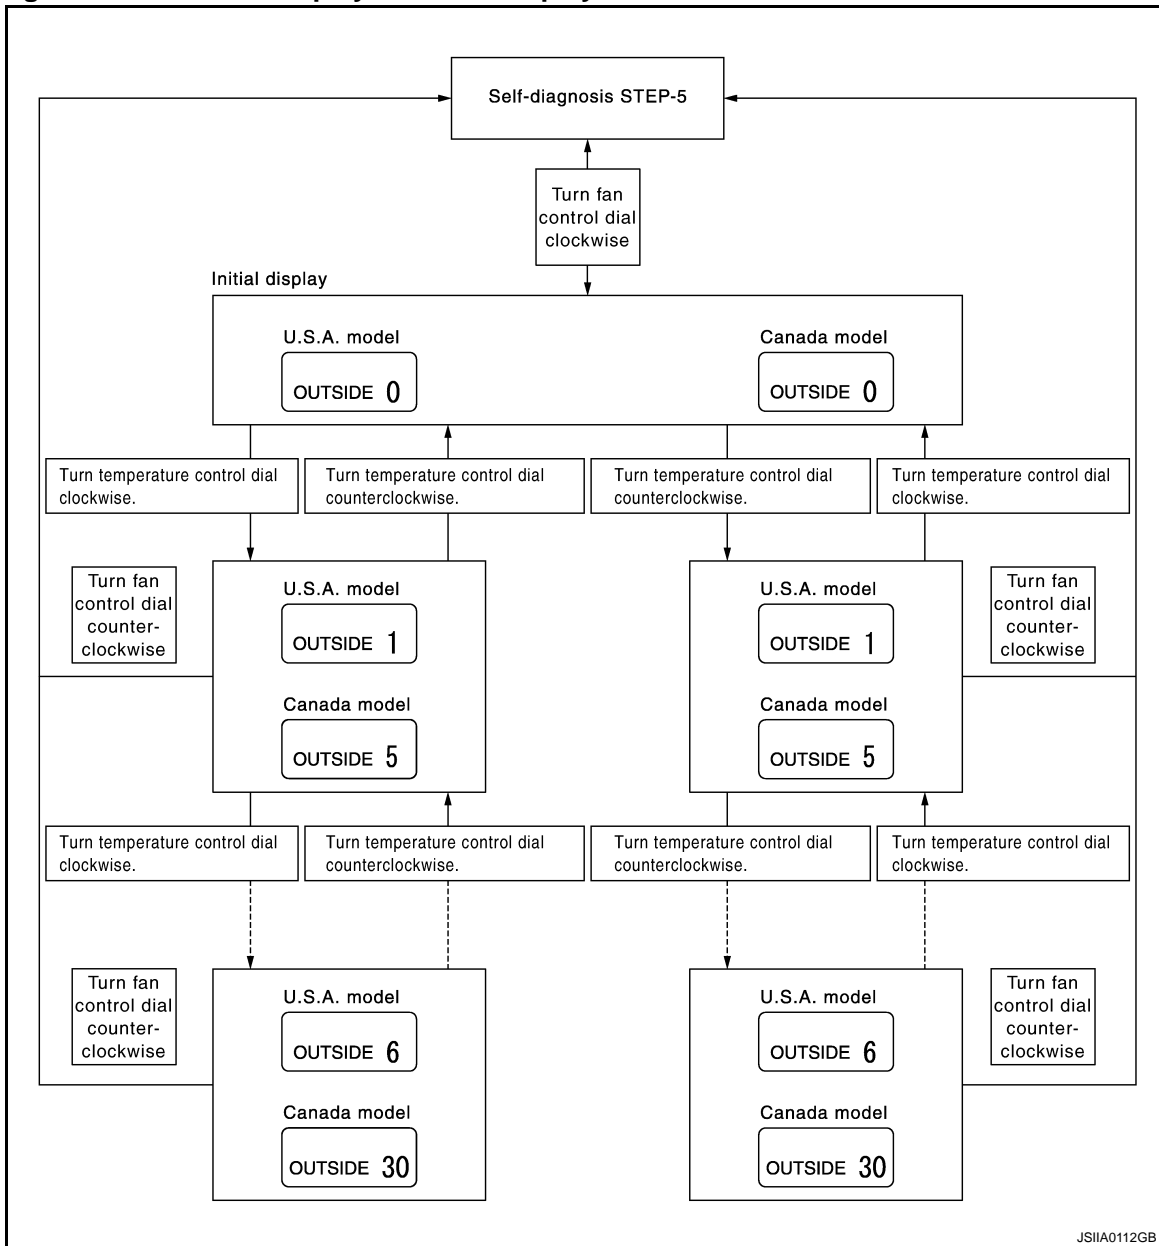 Self-diagnosis STEP-5
Turn fan
control dial
clockwise
Initial display
U.S.A. model
OUTSIDE 0
Canada model
OUTSIDE 0
Turn temperature control dial
clockwise.
Turn temperature control dial
counterclockwise.
Turn temperature control dial
counterclockwise.
Turn temperature control dial
clockwise.
Turn fan
control dial
counter-
clockwise
U.S.A. model
OUTSIDE 1
Canada model
OUTSIDE 5
U.S.A. model
OUTSIDE 1
Canada model
OUTSIDE 5
Turn fan
control dial
counter-
clockwise
Turn temperature control dial
clockwise.
Turn temperature control dial
counterclockwise.
Turn temperature control dial
counterclockwise.
Turn temperature control dial
clockwise.
Turn fan
control dial
counter-
clockwise
U.S.A. model
OUTSIDE 6
Canada model
OUTSIDE 30
U.S.A. model
OUTSIDE 6
Canada model
OUTSIDE 30
Turn fan
control dial
counter-
clockwise
JSIIA0112GB